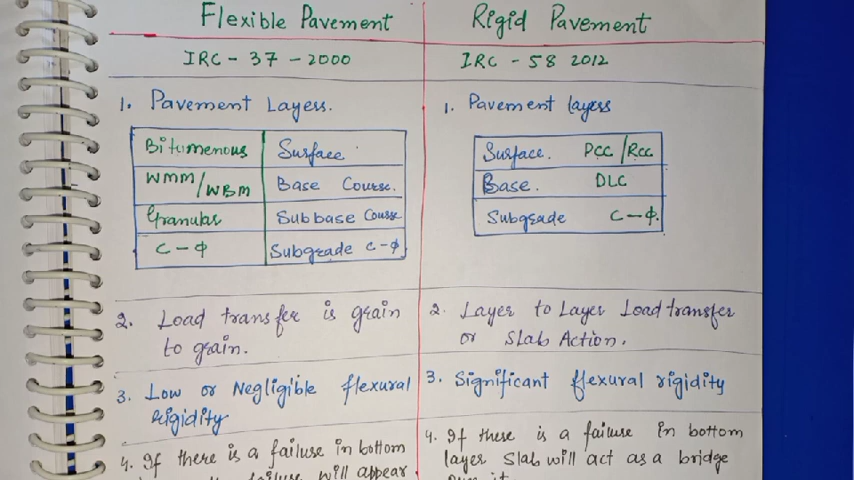 Flexible Pavement
IRC - 37 - 2000
1. Pavement Layers.
Bitumenous Surface
WMM/WBM Base Course.
Granular Subbase Course
C - Φ Subgrade C-Φ
2. Load transfer is grain
to grain.
3. Low or Negligible flexural
rigidity
4. If there is a failure in bottom
failure will appear
Rigid Pavement
IRC - 58 2012
1. Pavement layers
Surface. PCC/RCC
Base. DLC
Subgrade C-Φ.
2. Layer to Layer Load transfer
or Slab Action.
3. Significant flexural rigidity
4. If there is a failure in bottom
layer slab will act as a bridge